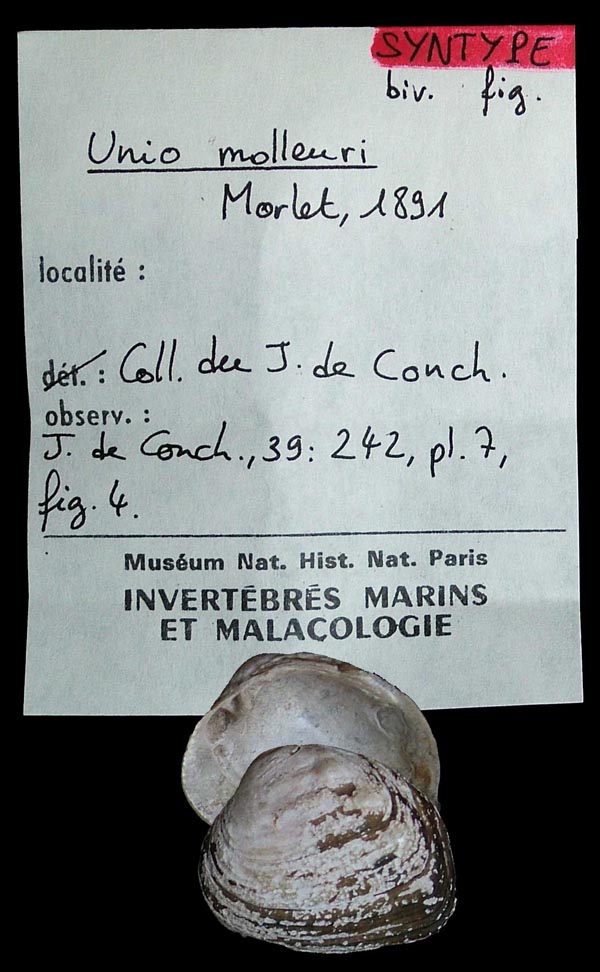 SYNTYPE
biv. fig.
Unio molleuri
Morlet, 1891
localité :
dét. : Coll. du J. de Conch.
observ. :
J. de Conch., 39: 242, pl. 7,
fig. 4.
Muséum Nat. Hist. Nat. Paris
INVERTÉBRÉS MARINS
ET MALACOLOGIE